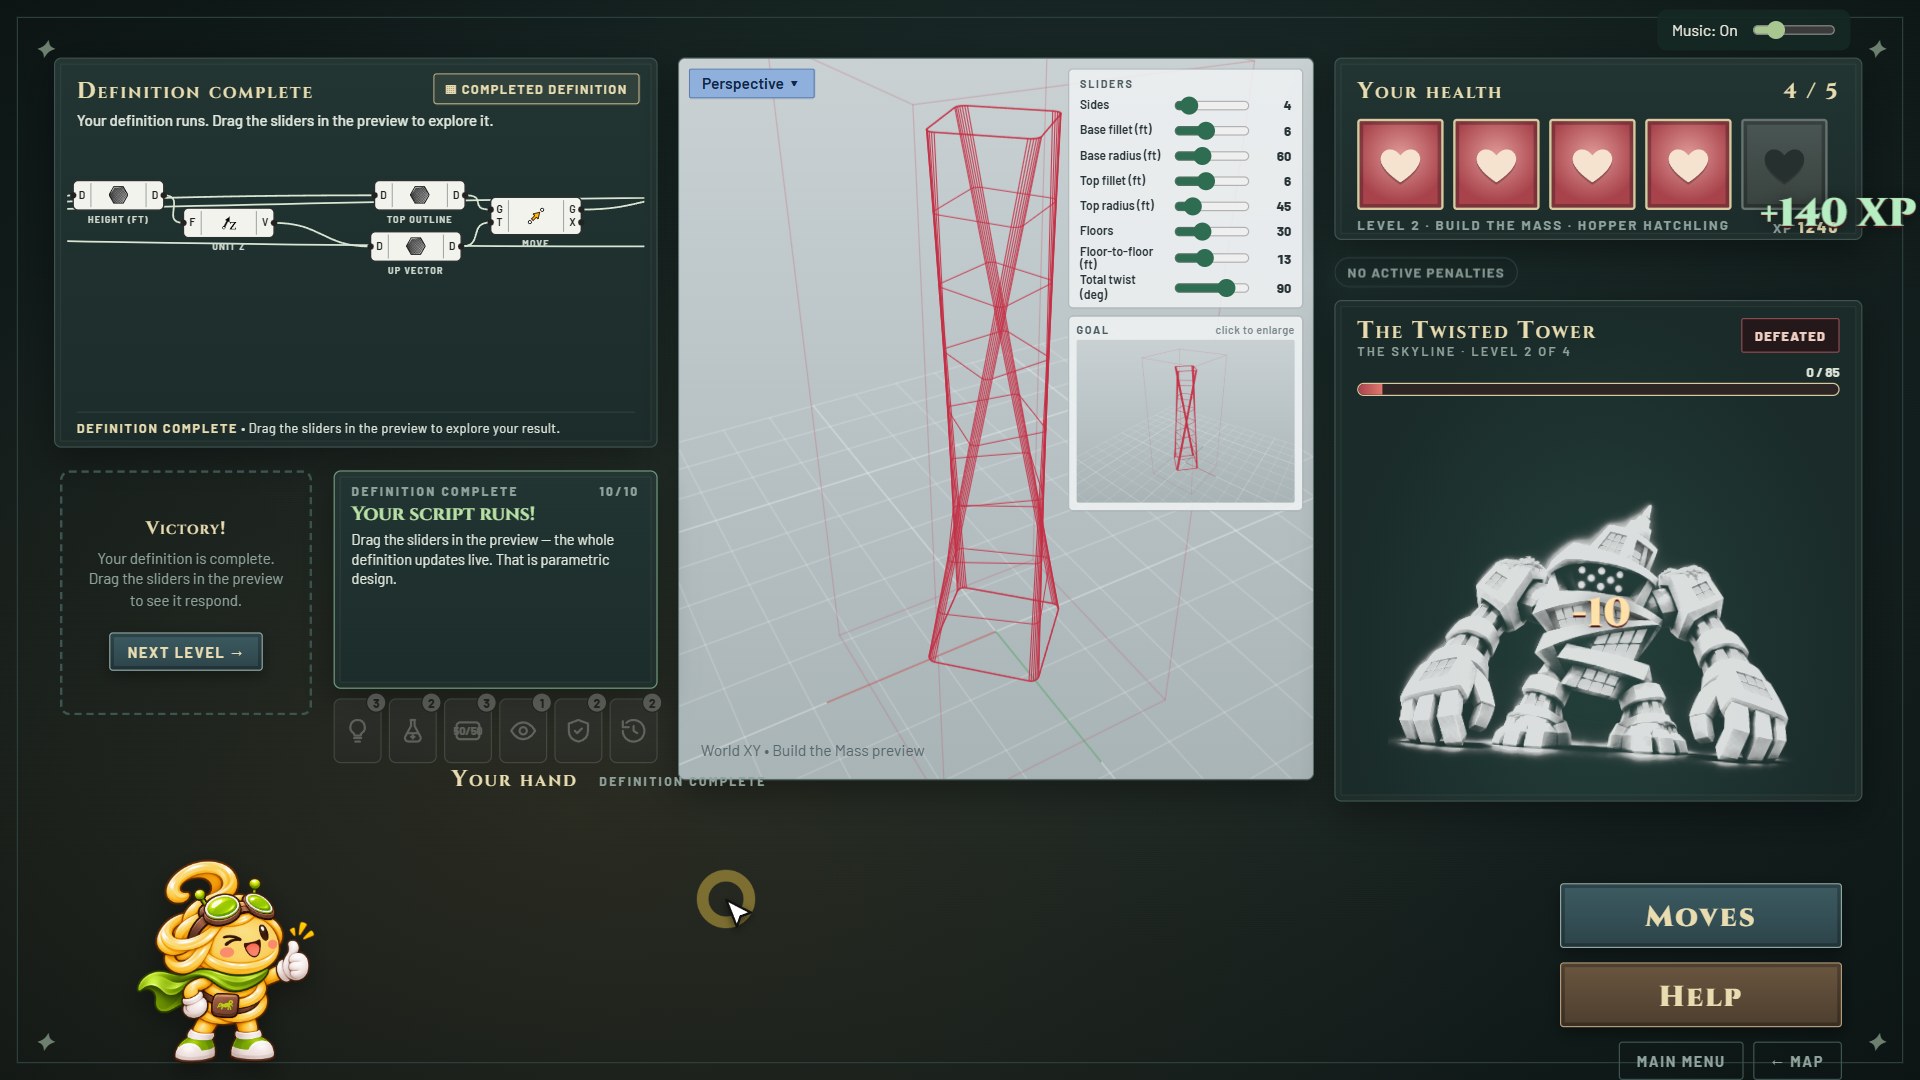 Music: On
Definition complete
COMPLETED DEFINITION
Your definition runs. Drag the sliders in the preview to explore it.
D D
HEIGHT (FT)
F V
UNIT Z
D D
TOP OUTLINE
D D
UP VECTOR
G G
T X
MOVE
DEFINITION COMPLETE • Drag the sliders in the preview to explore your result.
Victory!
Your definition is complete.
Drag the sliders in the preview
to see it respond.
NEXT LEVEL →
DEFINITION COMPLETE 10/10
Your script runs!
Drag the sliders in the preview — the whole
definition updates live. That is parametric
design.
3 2 3 1 2 2
50/50
Your hand DEFINITION COMPLETE
Perspective ▼
SLIDERS
Sides 4
Base fillet (ft) 6
Base radius (ft) 60
Top fillet (ft) 6
Top radius (ft) 45
Floors 30
Floor-to-floor
(ft) 13
Total twist
(deg) 90
GOAL click to enlarge
World XY • Build the Mass preview
Your health 4 / 5
LEVEL 2 · BUILD THE MASS · HOPPER HATCHLING
+140 XP
XP 1240
NO ACTIVE PENALTIES
The Twisted Tower
DEFEATED
THE SKYLINE · LEVEL 2 OF 4
0 / 85
-10
Moves
Help
MAIN MENU
← MAP